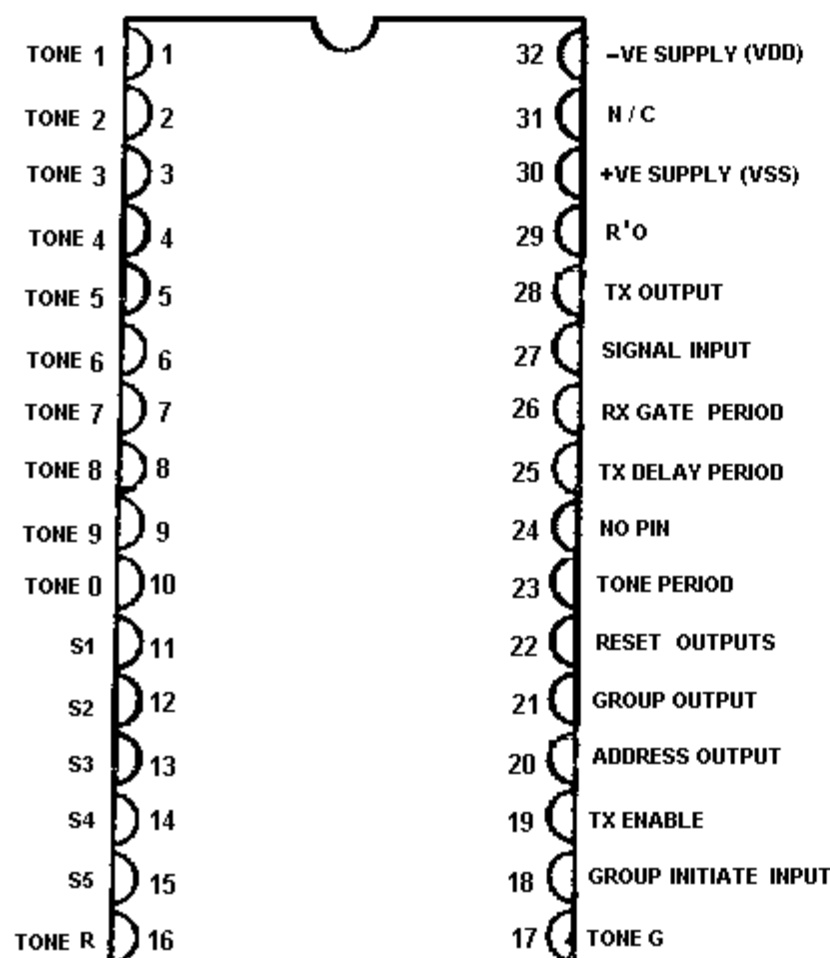 TONE 1 1 32 –VE SUPPLY (VDD)
TONE 2 2 31 N / C
TONE 3 3 30 +VE SUPPLY (VSS)
TONE 4 4 29 R'O
TONE 5 5 28 TX OUTPUT
TONE 6 6 27 SIGNAL INPUT
TONE 7 7 26 RX GATE PERIOD
TONE 8 8 25 TX DELAY PERIOD
TONE 9 9 24 NO PIN
TONE 0 10 23 TONE PERIOD
S1 11 22 RESET OUTPUTS
S2 12 21 GROUP OUTPUT
S3 13 20 ADDRESS OUTPUT
S4 14 19 TX ENABLE
S5 15 18 GROUP INITIATE INPUT
TONE R 16 17 TONE G